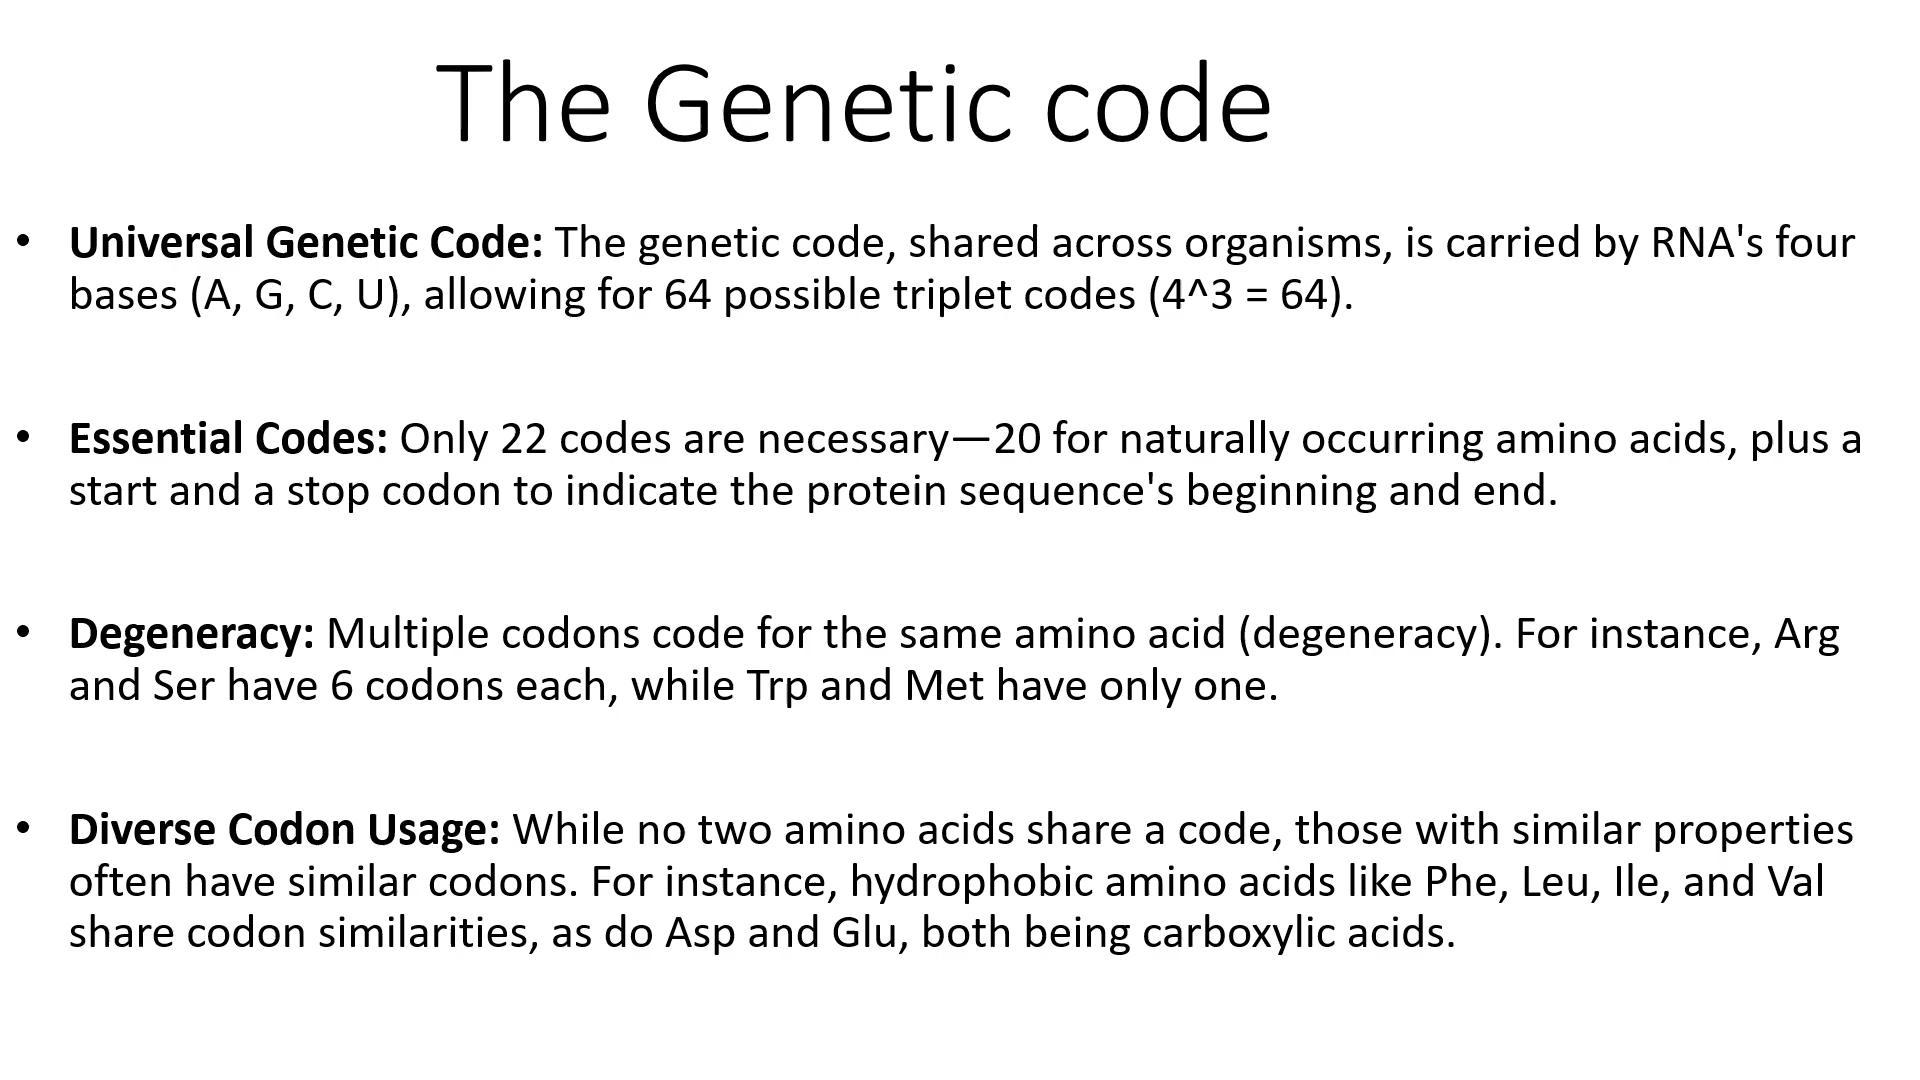 The Genetic code
• Universal Genetic Code: The genetic code, shared across organisms, is carried by RNA's four
bases (A, G, C, U), allowing for 64 possible triplet codes (4^3 = 64).
• Essential Codes: Only 22 codes are necessary—20 for naturally occurring amino acids, plus a
start and a stop codon to indicate the protein sequence's beginning and end.
• Degeneracy: Multiple codons code for the same amino acid (degeneracy). For instance, Arg
and Ser have 6 codons each, while Trp and Met have only one.
• Diverse Codon Usage: While no two amino acids share a code, those with similar properties
often have similar codons. For instance, hydrophobic amino acids like Phe, Leu, Ile, and Val
share codon similarities, as do Asp and Glu, both being carboxylic acids.